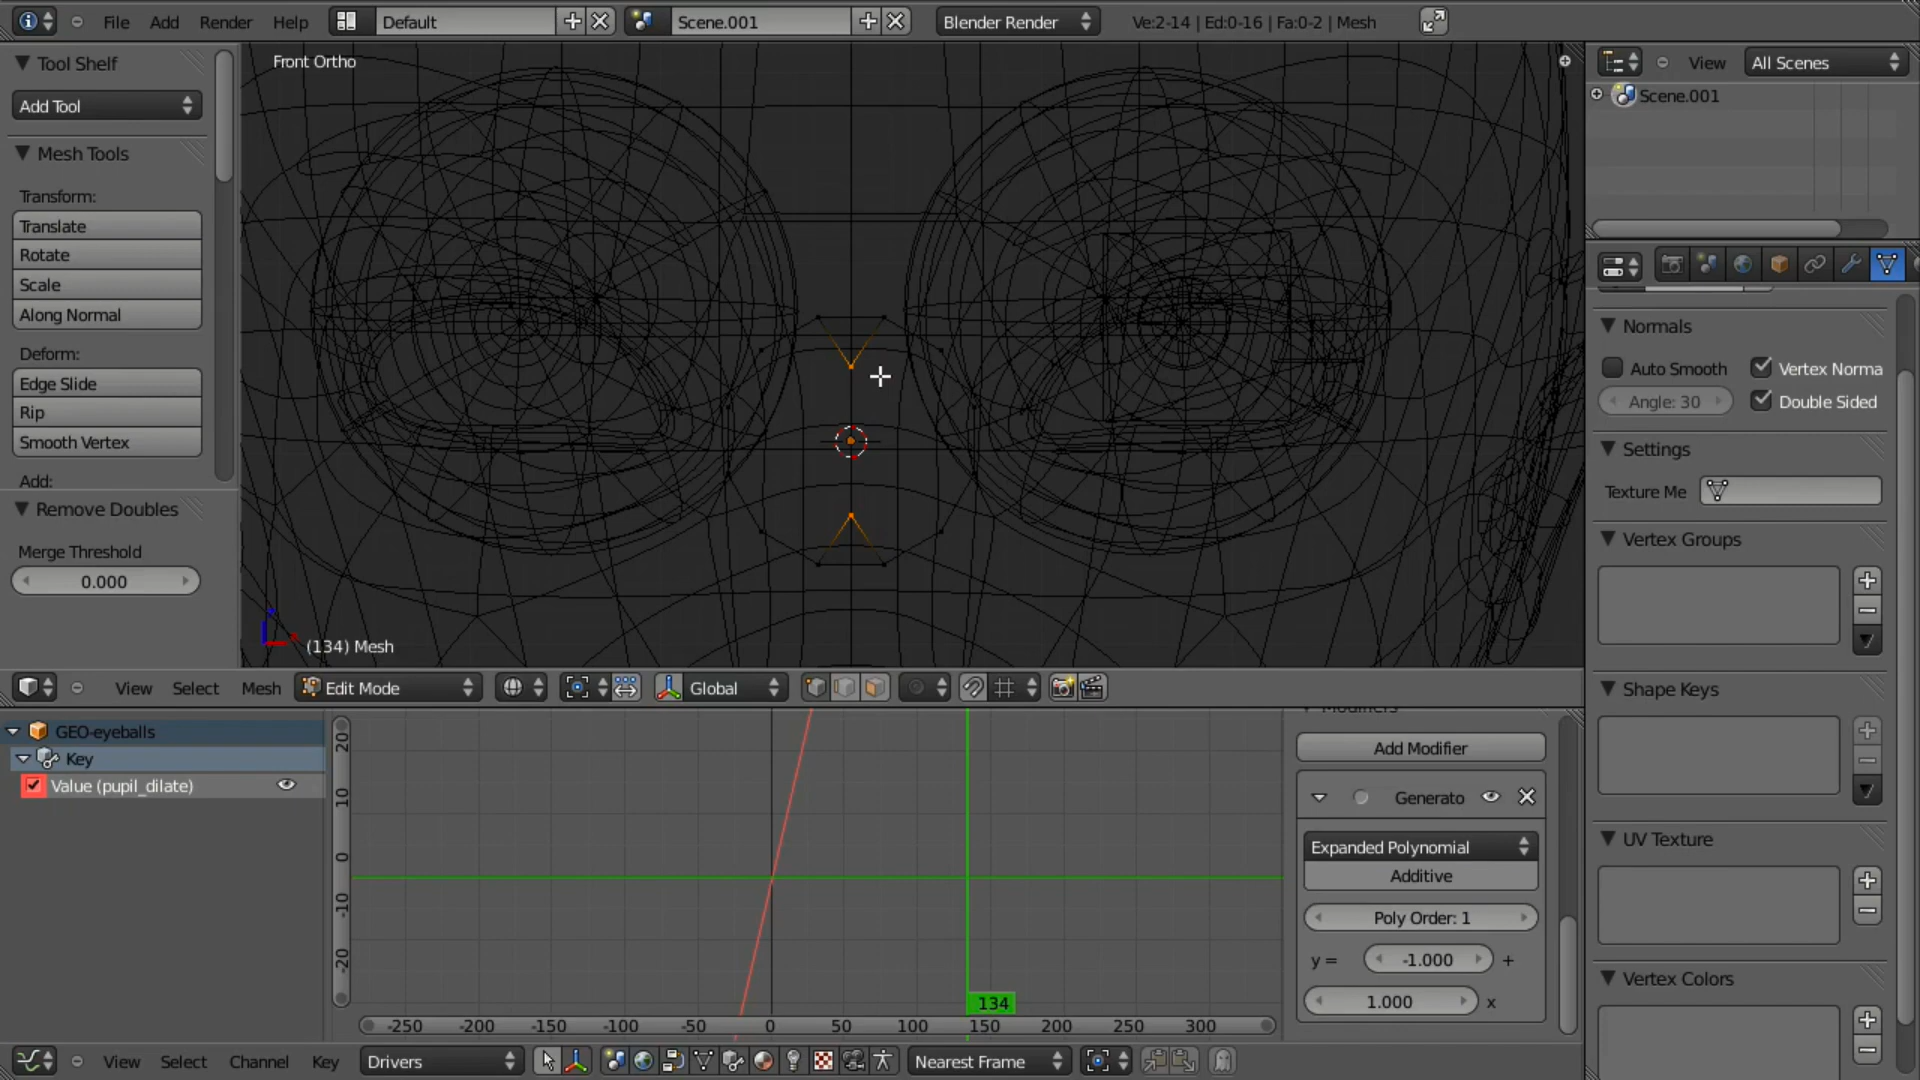 File Add Render Help Default Scene.001 Blender Render Ve:2-14 | Ed:0-16 | Fa:0-2 | Mesh
Tool Shelf
Add Tool
Mesh Tools
Transform:
Translate
Rotate
Scale
Along Normal
Deform:
Edge Slide
Rip
Smooth Vertex
Add:
Remove Doubles
Merge Threshold
0.000
Front Ortho
(134) Mesh
View Select Mesh Edit Mode Global
View All Scenes
Scene.001
Normals
Auto Smooth Vertex Norma
Angle: 30 Double Sided
Settings
Texture Me
Vertex Groups
Shape Keys
UV Texture
Vertex Colors
GEO-eyeballs
Key
Value (pupil_dilate)
20
10
0
-10
-20
134
-250 -200 -150 -100 -50 0 50 100 150 200 250 300
Modifiers
Add Modifier
Generato
Expanded Polynomial
Additive
Poly Order: 1
y = -1.000 +
1.000 x
View Select Channel Key Drivers Nearest Frame